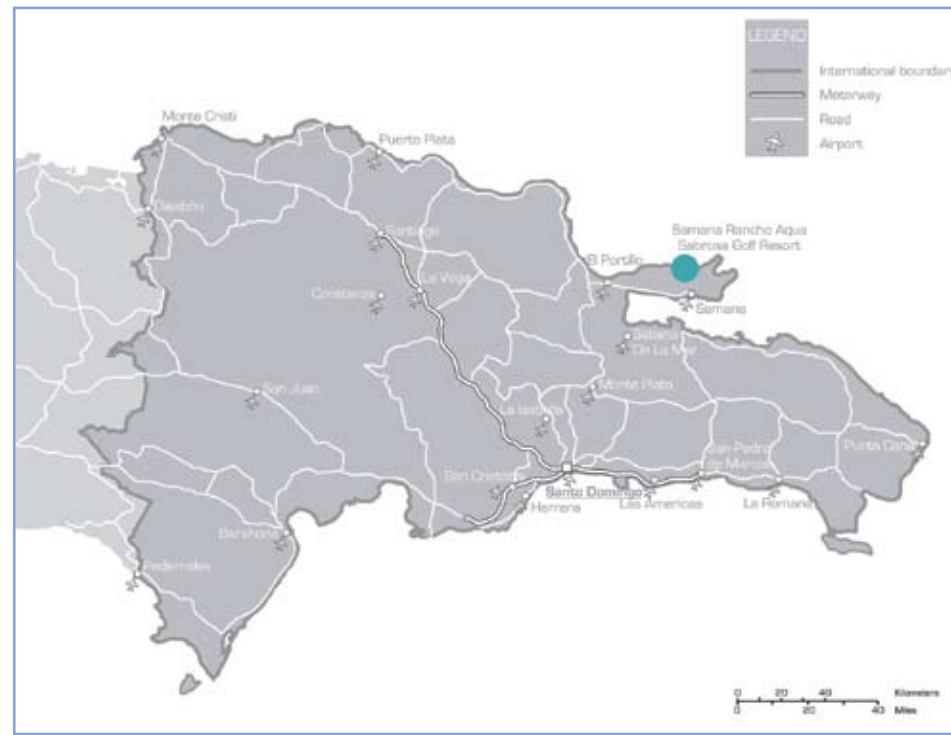 LEGEND
International boundary
Motorway
Road
Airport
Monte Cristi
Puerto Plata
Santiago
La Vega
Constanza
Samana Rancho Aqua
Sabrosa Golf Resort
El Portillo
Samana
Sabana
De La Mar
San Juan
Monte Plata
La Isabela
San Pedro
de Macoris
Punta Cana
San Cristobal
Santo Domingo
Herrera
Las Americas
La Romana
Barahona
Pedernales
0 20 40 Kilometers
0 20 40 Miles